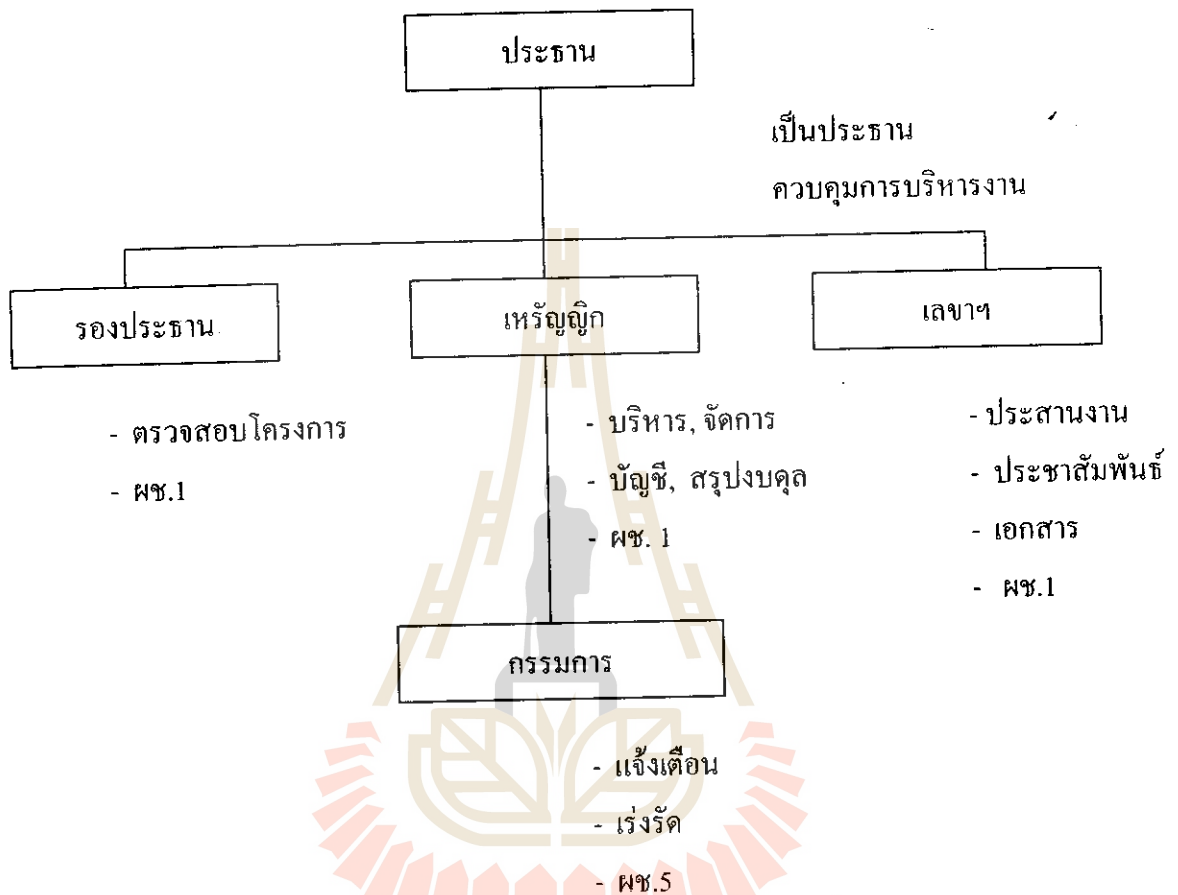 ประธาน
เป็นประธาน
ควบคุมการบริหารงาน
รองประธาน
เหรัญญิก
เลขาฯ
- ตรวจสอบโครงการ
- ผช.1
- บริหาร, จัดการ
- บัญชี, สรุปงบดุล
- ผช. 1
- ประสานงาน
- ประชาสัมพันธ์
- เอกสาร
- ผช.1
กรรมการ
- แจ้งเตือน
- เร่งรัด
- ผช.5